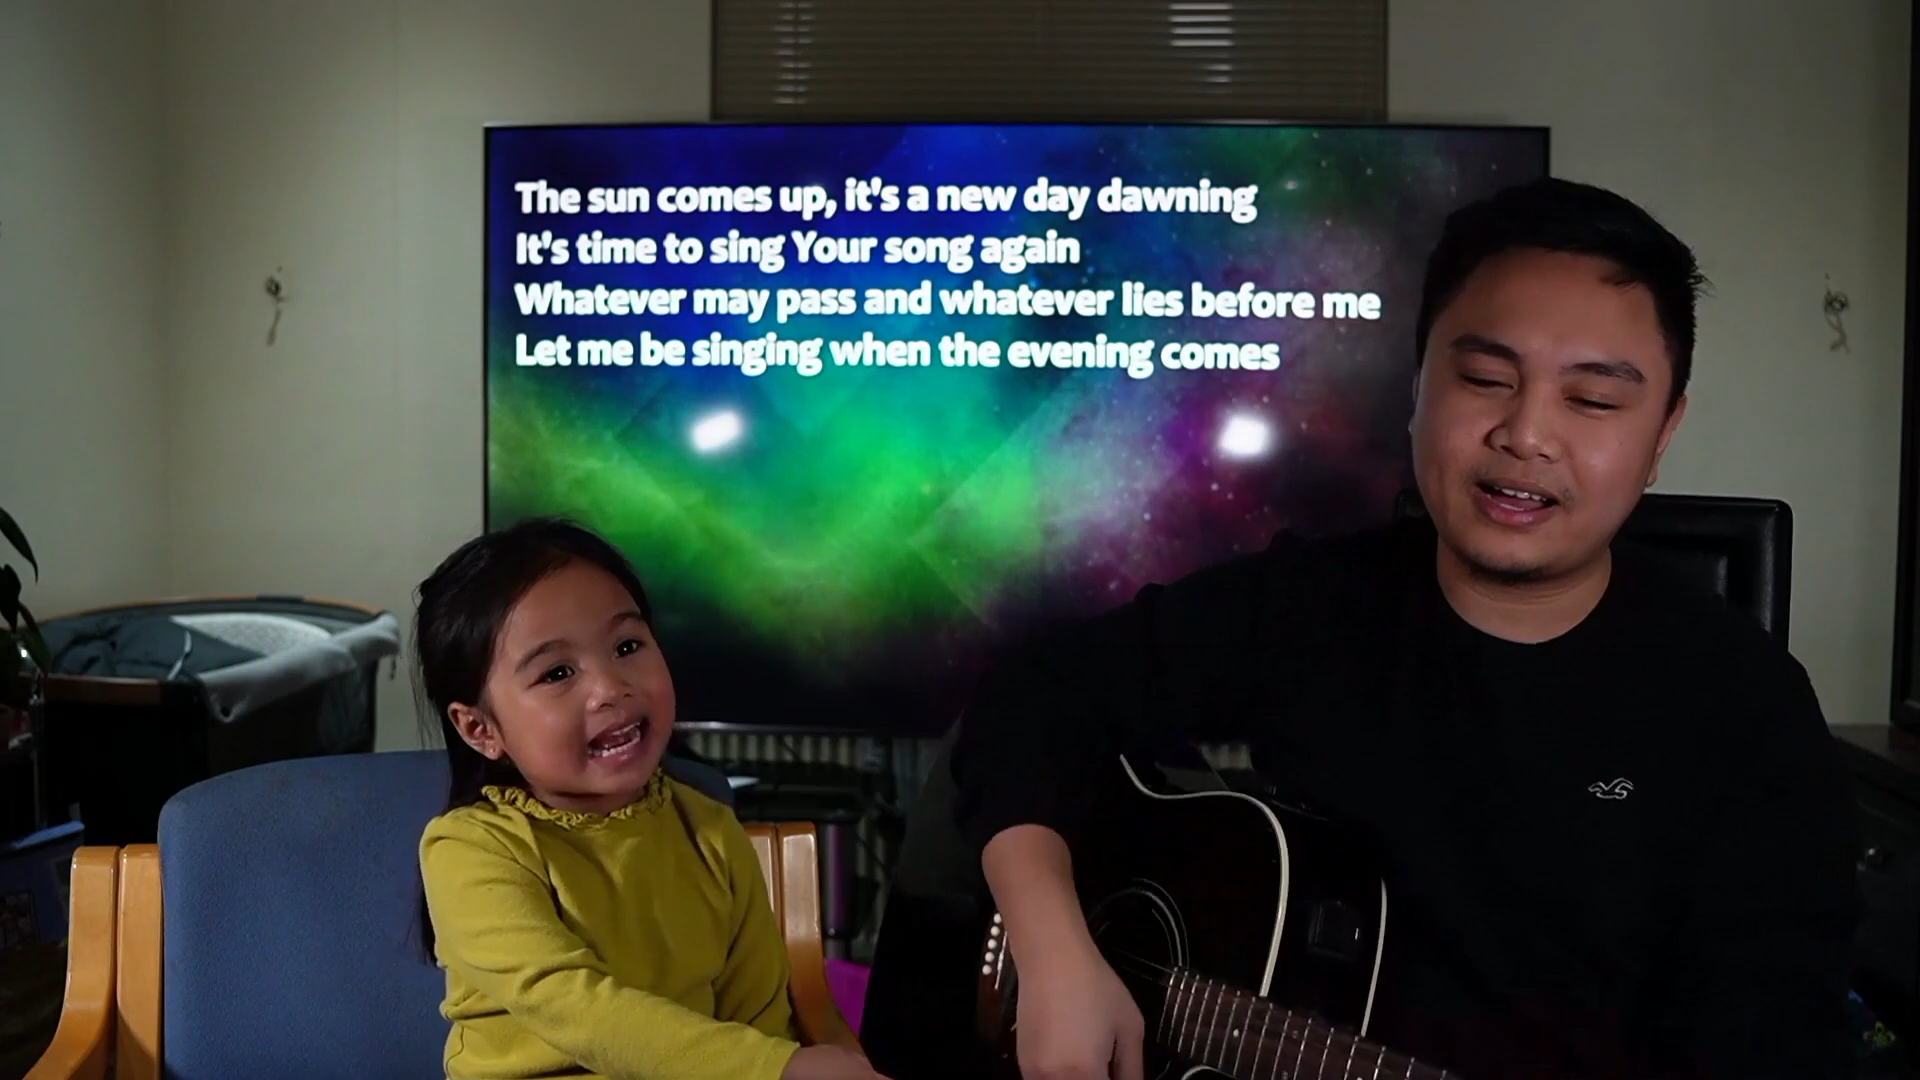 The sun comes up, it's a new day dawning
It's time to sing Your song again
Whatever may pass and whatever lies before me
Let me be singing when the evening comes